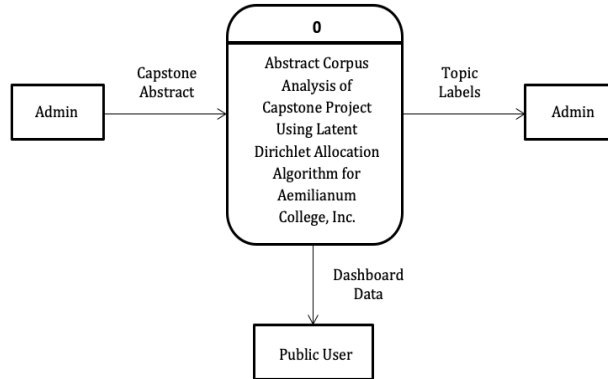 0
Capstone
Abstract
Admin
Abstract Corpus
Analysis of
Capstone Project
Using Latent
Dirichlet Allocation
Algorithm for
Aemilianum
College, Inc.
Topic
Labels
Admin
Dashboard
Data
Public User